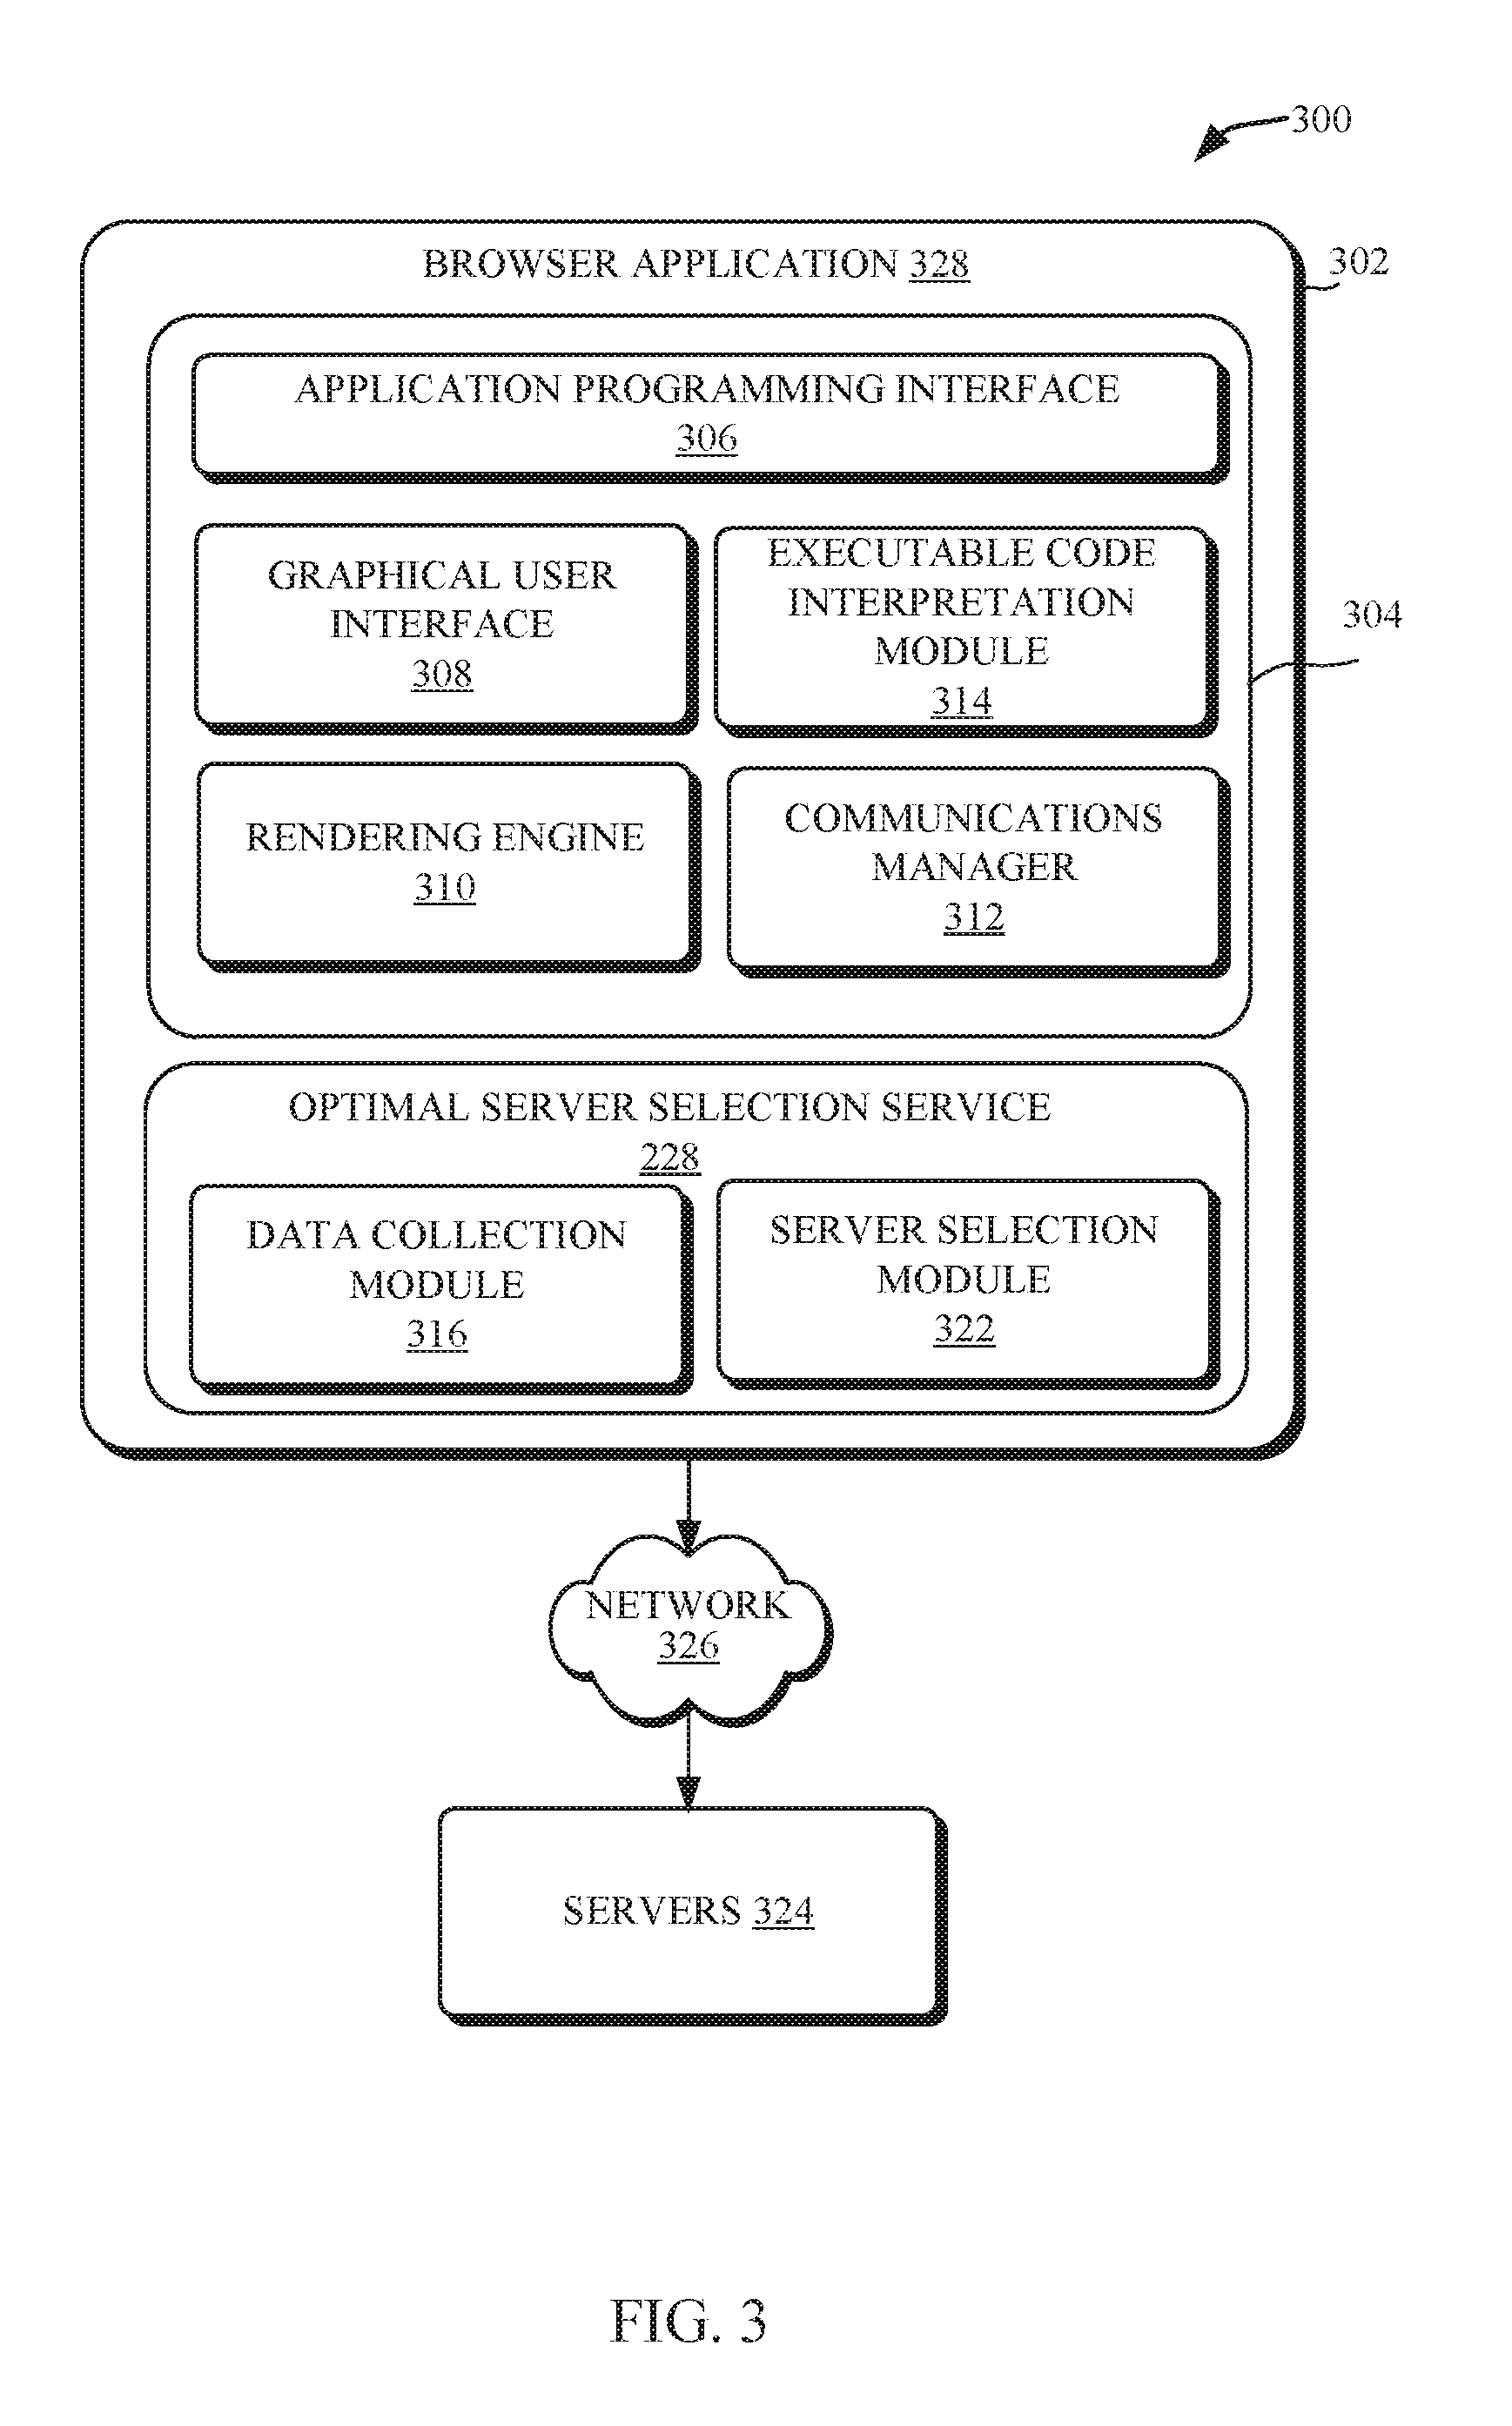 300
BROWSER APPLICATION 328
302
APPLICATION PROGRAMMING INTERFACE
306
GRAPHICAL USER
INTERFACE
308
EXECUTABLE CODE
INTERPRETATION
MODULE
314
304
RENDERING ENGINE
310
COMMUNICATIONS
MANAGER
312
OPTIMAL SERVER SELECTION SERVICE
228
DATA COLLECTION
MODULE
316
SERVER SELECTION
MODULE
322
NETWORK
326
SERVERS 324
FIG. 3